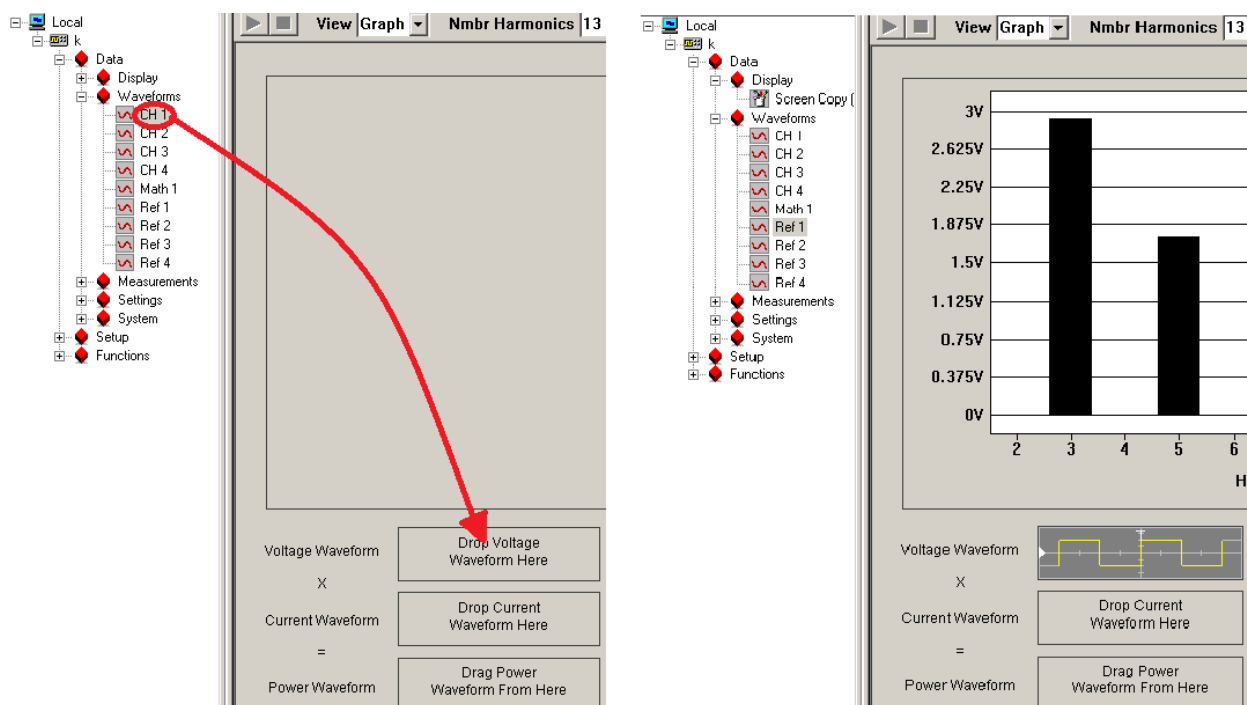 Local
k
Data
Display
Waveforms
CH 1
CH 2
CH 3
CH 4
Math 1
Ref 1
Ref 2
Ref 3
Ref 4
Measurements
Settings
System
Setup
Functions
View Graph Nmbr Harmonics 13
Voltage Waveform
Drop Voltage
Waveform Here
X
Current Waveform
Drop Current
Waveform Here
=
Power Waveform
Drag Power
Waveform From Here
Local
k
Data
Display
Screen Copy (
Waveforms
CH 1
CH 2
CH 3
CH 4
Math 1
Ref 1
Ref 2
Ref 3
Ref 4
Measurements
Settings
System
Setup
Functions
View Graph Nmbr Harmonics 13
3V
2.625V
2.25V
1.875V
1.5V
1.125V
0.75V
0.375V
0V
2 3 4 5 6
H
Voltage Waveform
X
Current Waveform
Drop Current
Waveform Here
=
Power Waveform
Drag Power
Waveform From Here